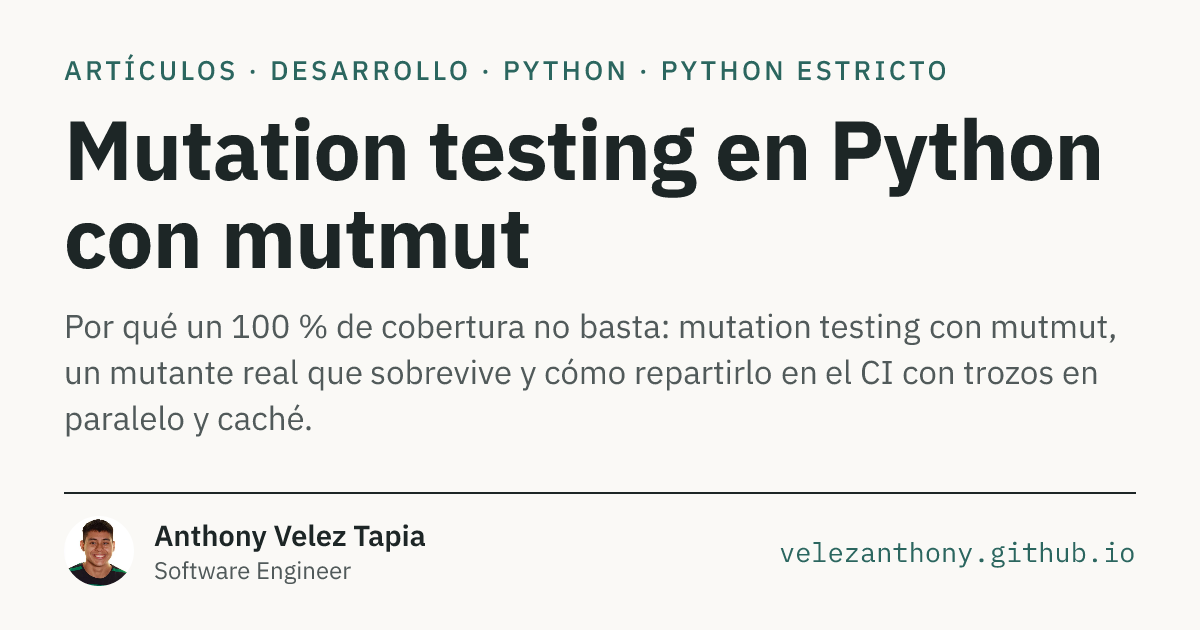 ARTÍCULOS · DESARROLLO · PYTHON · PYTHON ESTRICTO
Mutation testing en Python
con mutmut
Por qué un 100 % de cobertura no basta: mutation testing con mutmut,
un mutante real que sobrevive y cómo repartirlo en el CI con trozos en
paralelo y caché.
Anthony Velez Tapia
Software Engineer
velezanthony.github.io